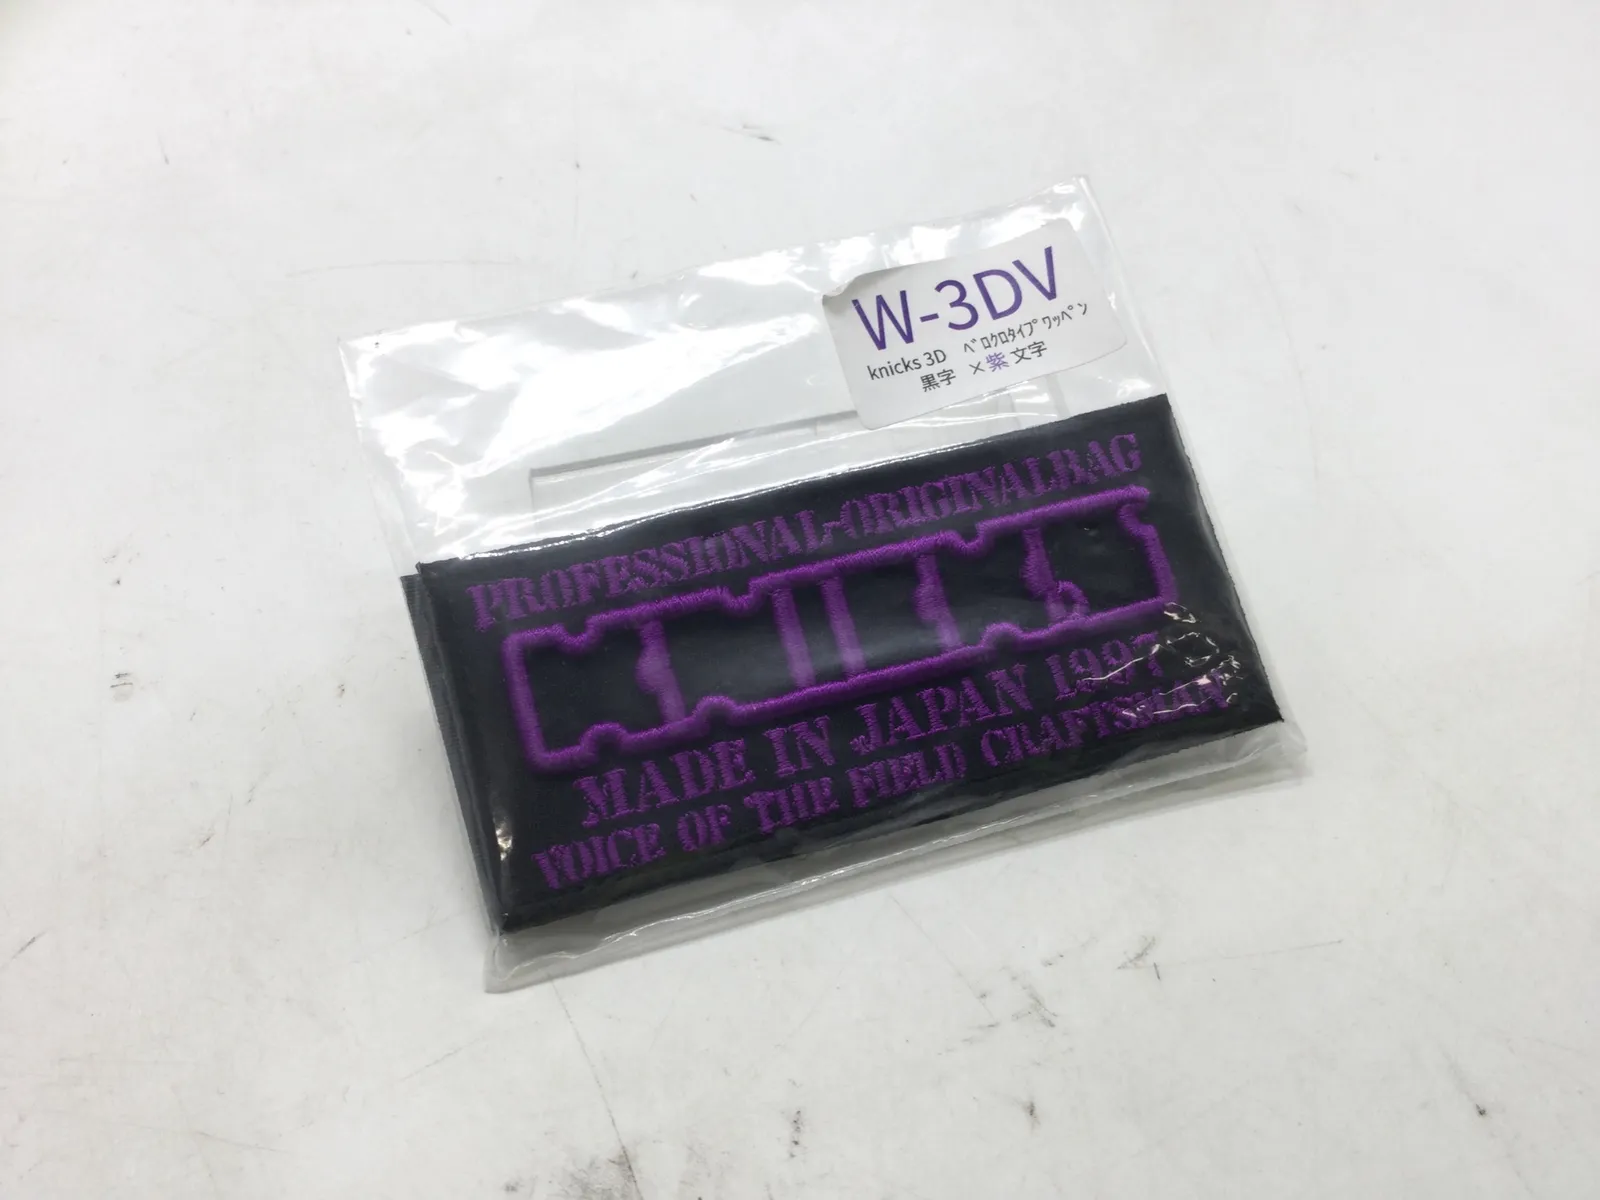 W-3DV
knicks 3D ﾍﾞﾛｸﾛﾀｲﾌﾟﾜｯﾍﾟﾝ
黒字 ×紫文字
PROFESSIONAL-ORIGINALBAG
MADE IN JAPAN 1997
VOICE OF THE FIELD CRAFTSMAN